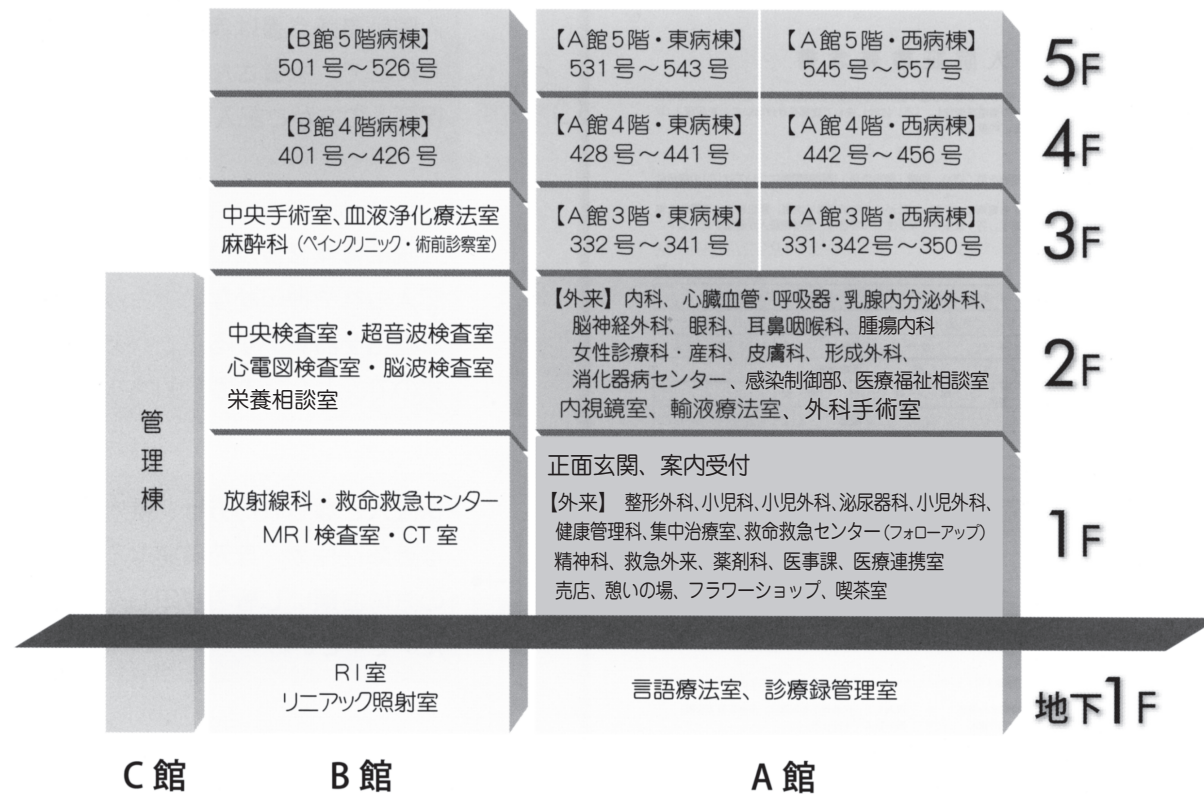 【B館5階病棟】
501号～526号
【A館5階・東病棟】
531号～543号
【A館5階・西病棟】
545号～557号
5F
【B館4階病棟】
401号～426号
【A館4階・東病棟】
428号～441号
【A館4階・西病棟】
442号～456号
4F
中央手術室、血液浄化療法室
麻酔科（ペインクリニック・術前診察室）
【A館3階・東病棟】
332号～341号
【A館3階・西病棟】
331・342号～350号
3F
中央検査室・超音波検査室
心電図検査室・脳波検査室
栄養相談室
【外来】内科、心臓血管・呼吸器・乳腺内分泌外科、
脳神経外科、眼科、耳鼻咽喉科、腫瘍内科
女性診療科・産科、皮膚科、形成外科、
消化器病センター、感染制御部、医療福祉相談室
内視鏡室、輸液療法室、外科手術室
2F
管理棟
放射線科・救命救急センター
MRI検査室・CT室
正面玄関、案内受付
【外来】整形外科、小児科、小児外科、泌尿器科、小児外科、
健康管理科、集中治療室、救命救急センター（フォローアップ）
精神科、救急外来、薬剤科、医事課、医療連携室
売店、憩いの場、フラワーショップ、喫茶室
1F
RI室
リニアック照射室
言語療法室、診療録管理室
地下1F
C館
B館
A館